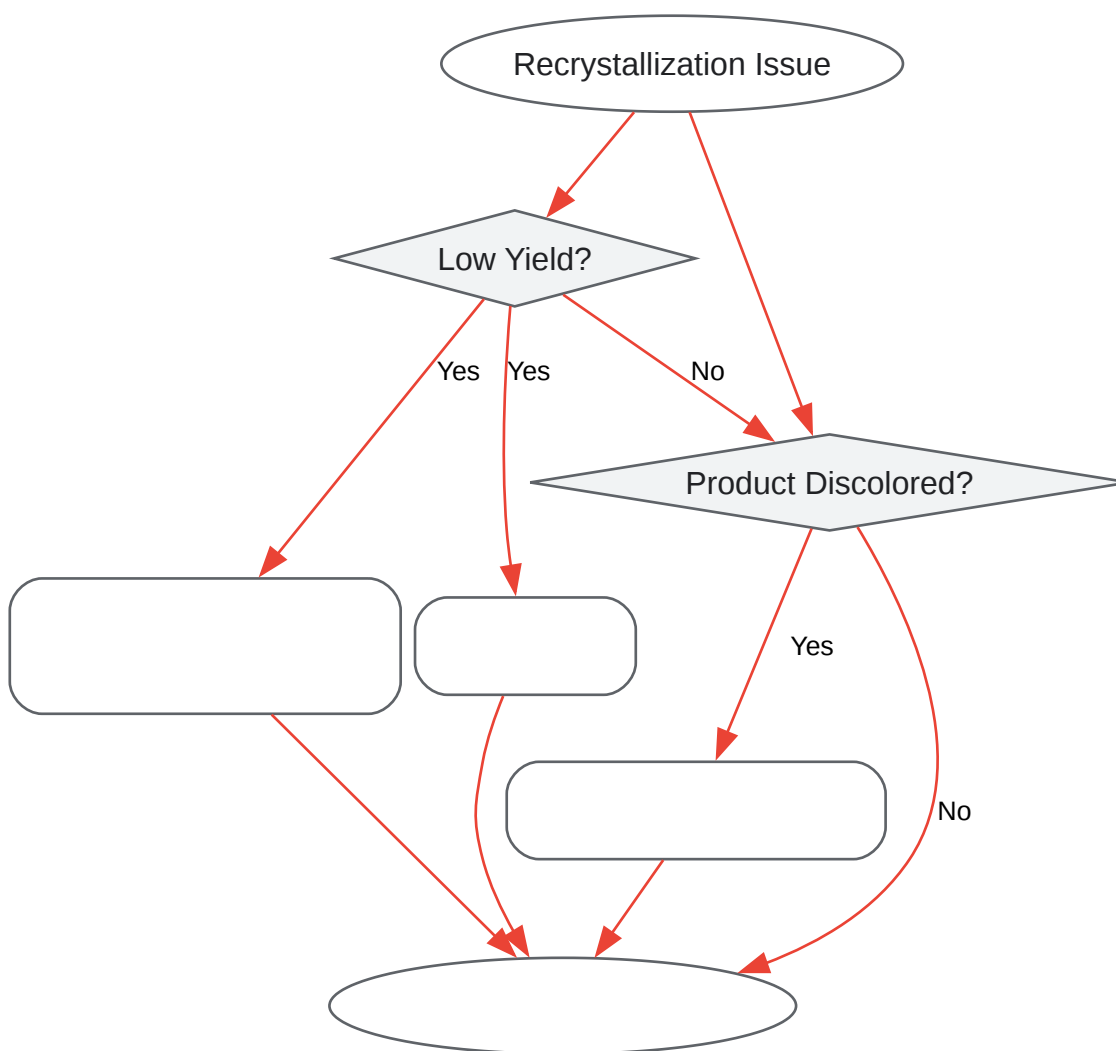 Recrystallization Issue
Low Yield?
Yes
Yes
No
Product Discolored?
Yes
No